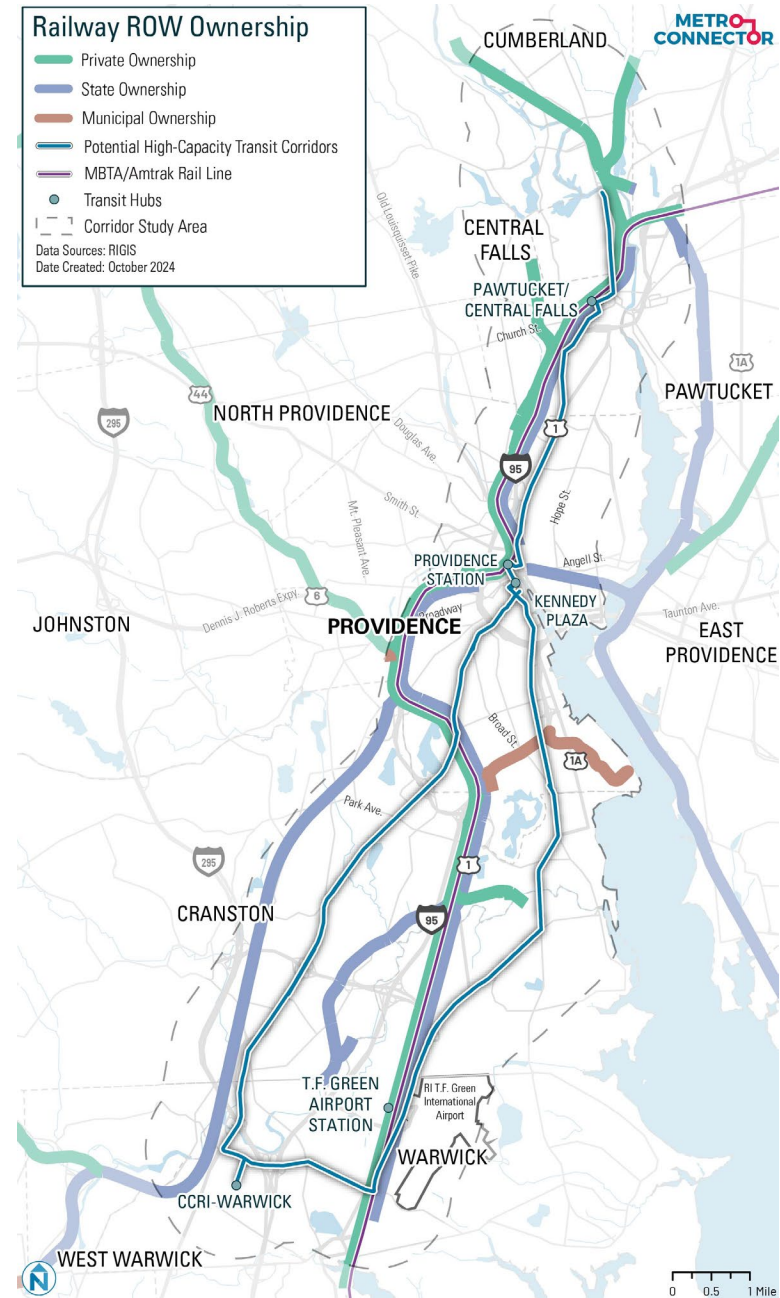 Railway ROW Ownership
Private Ownership
State Ownership
Municipal Ownership
Potential High-Capacity Transit Corridors
MBTA/Amtrak Rail Line
Transit Hubs
Corridor Study Area
Data Sources: RIGIS
Date Created: October 2024
METRO
CONNECTOR
CUMBERLAND
Old Louisquisset Pike
CENTRAL
FALLS
PAWTUCKET/
CENTRAL FALLS
Church St.
1A
PAWTUCKET
44
NORTH PROVIDENCE
295
Douglas Ave.
1
95
Smith St.
Hope St.
Mt. Pleasant Ave.
PROVIDENCE
STATION
Angell St.
6
Dennis J. Roberts Expy.
KENNEDY
PLAZA
Broadway
Taunton Ave.
JOHNSTON
PROVIDENCE
EAST
PROVIDENCE
Broad St.
1A
Park Ave.
295
1
CRANSTON
95
T.F. GREEN
AIRPORT
STATION
RI T.F. Green
International
Airport
WARWICK
CCRI-WARWICK
WEST WARWICK
N
0 0.5 1 Mile